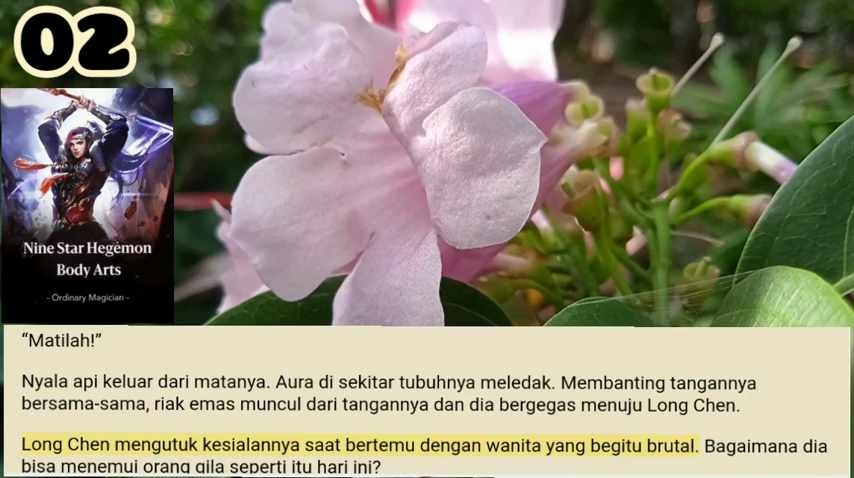 02
Nine Star Hegemon
Body Arts
- Ordinary Magician -
“Matilah!”
Nyala api keluar dari matanya. Aura di sekitar tubuhnya meledak. Membanting tangannya
bersama-sama, riak emas muncul dari tangannya dan dia bergegas menuju Long Chen.
Long Chen mengutuk kesialannya saat bertemu dengan wanita yang begitu brutal. Bagaimana dia
bisa menemui orang gila seperti itu hari ini?